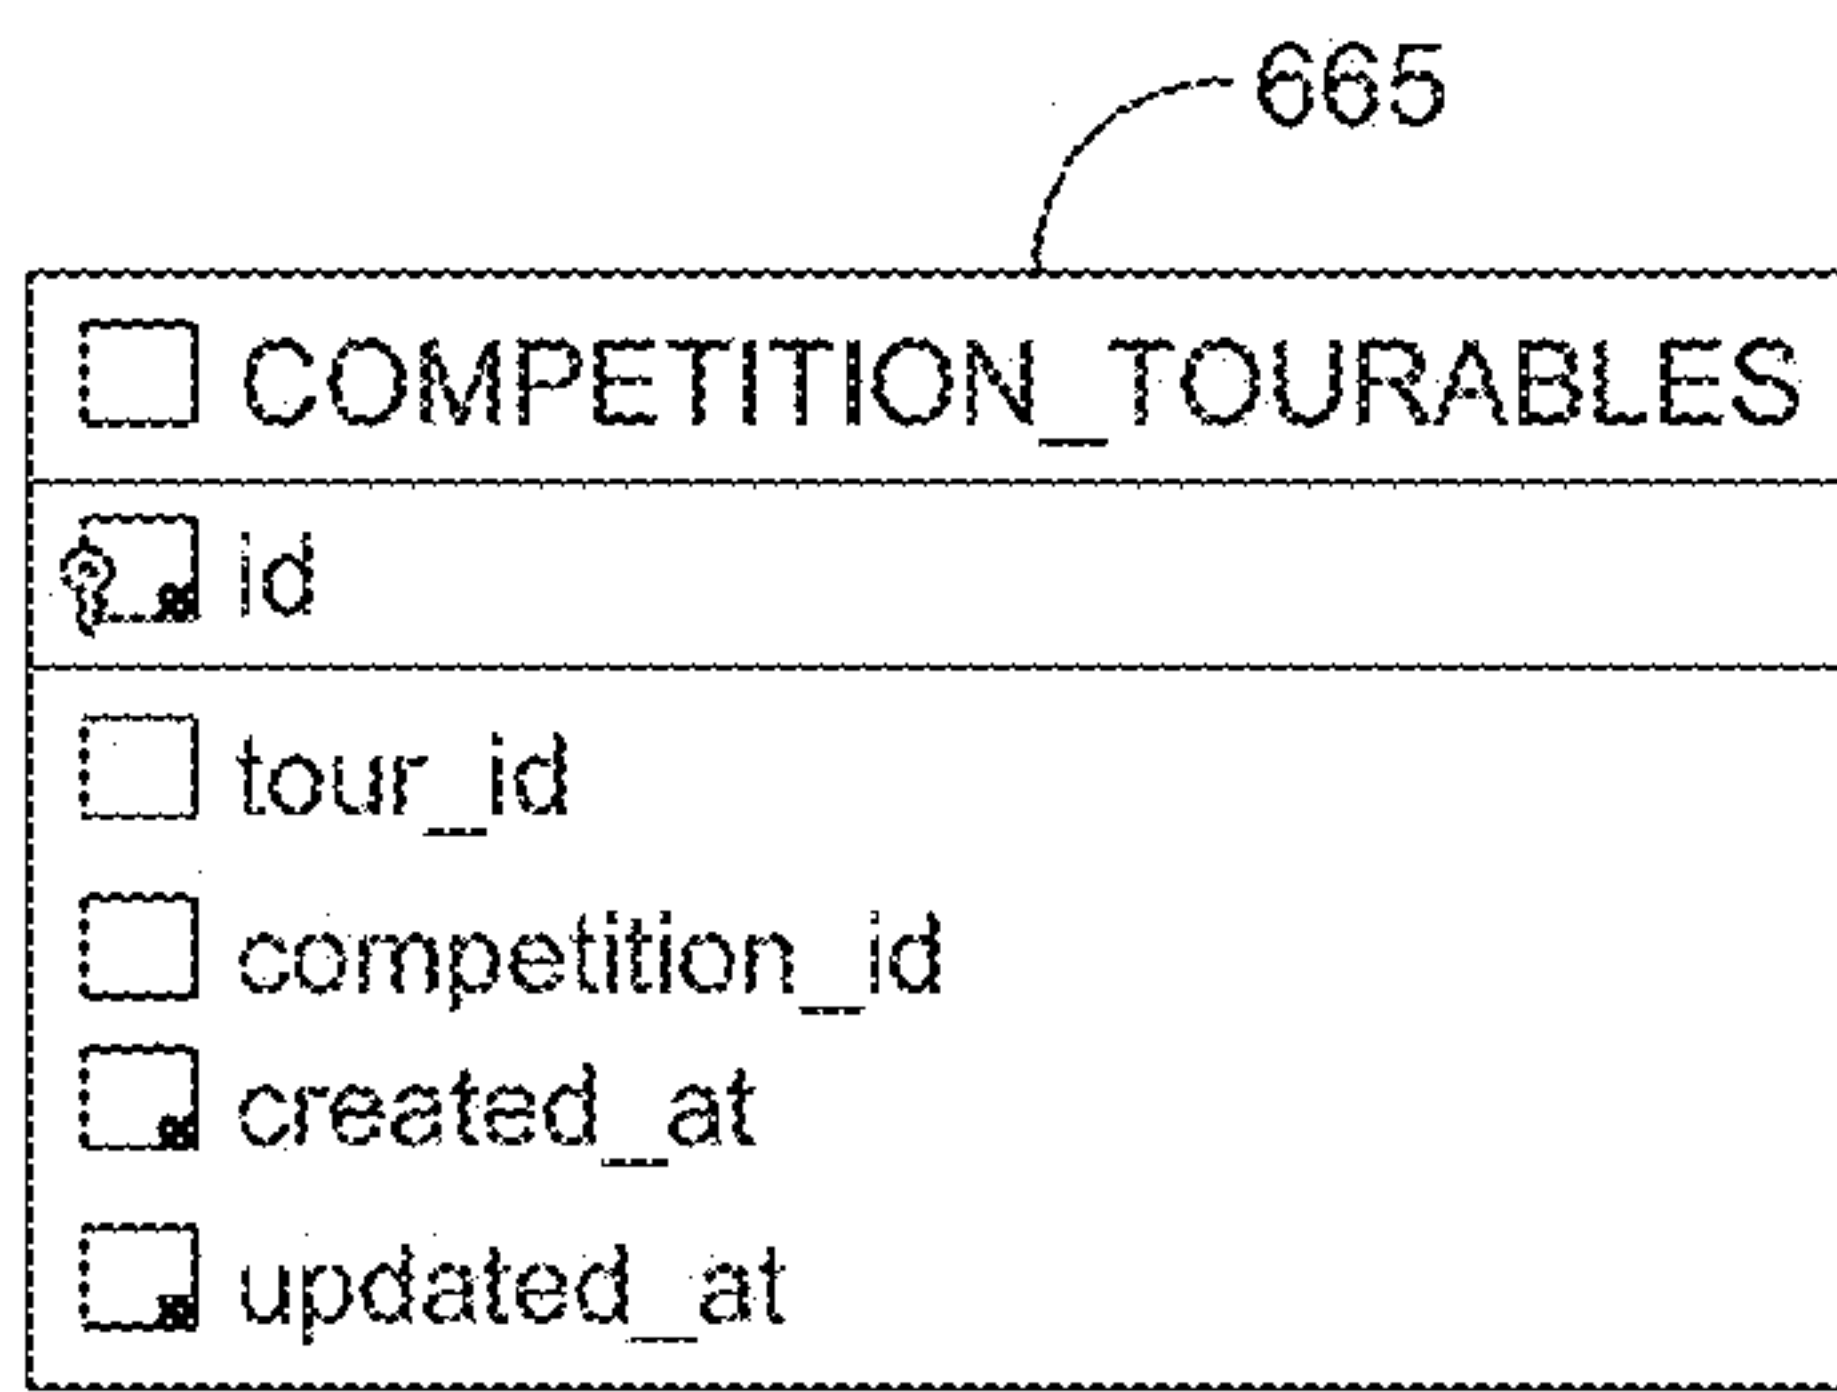 665
COMPETITION_TOURABLES
id
tour_id
competition_id
created_at
updated_at